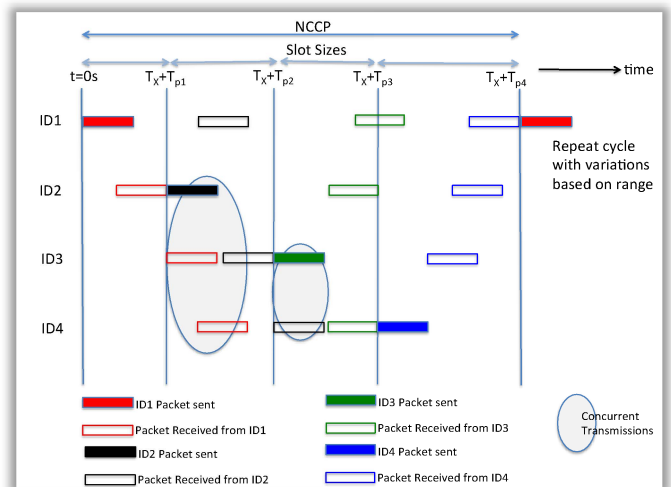 NCCP
Slot Sizes
t=0s
Tx+Tp1
Tx+Tp2
Tx+Tp3
Tx+Tp4
time
ID1
Repeat cycle
with variations
based on range
ID2
ID3
ID4
ID1 Packet sent
Packet Received from ID1
ID2 Packet sent
Packet Received from ID2
ID3 Packet sent
Packet Received from ID3
ID4 Packet sent
Packet Received from ID4
Concurrent
Transmissions